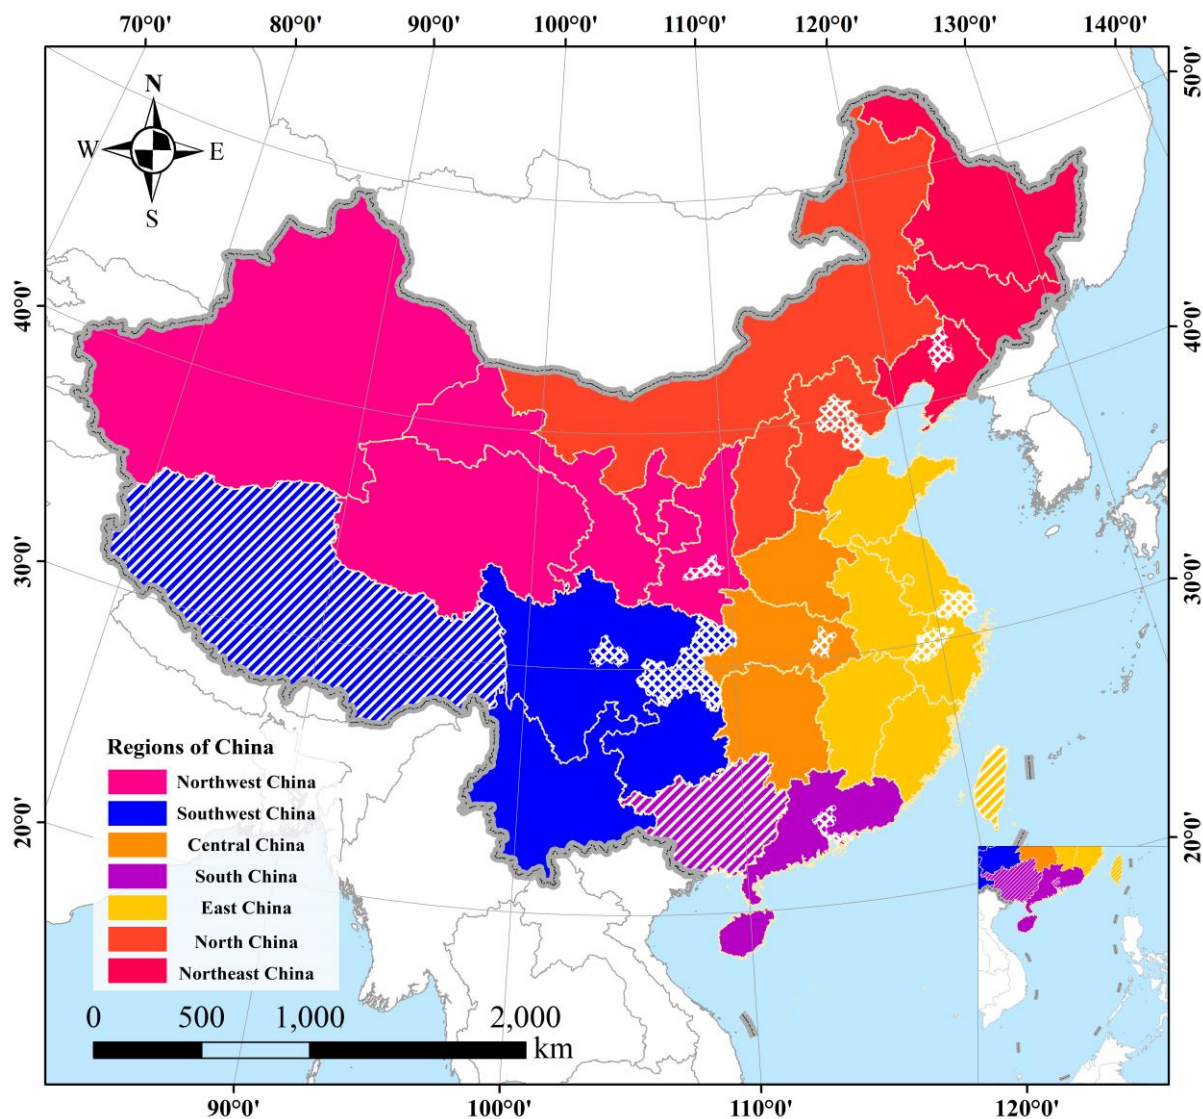 70°0' 80°0' 90°0' 100°0' 110°0' 120°0' 130°0' 140°0'
50°0'
N
W E
S
40°0' 40°0'
30°0' 30°0'
20°0' 20°0'
Regions of China
Northwest China
Southwest China
Central China
South China
East China
North China
Northeast China
0 500 1,000 2,000
km
90°0' 100°0' 110°0' 120°0'